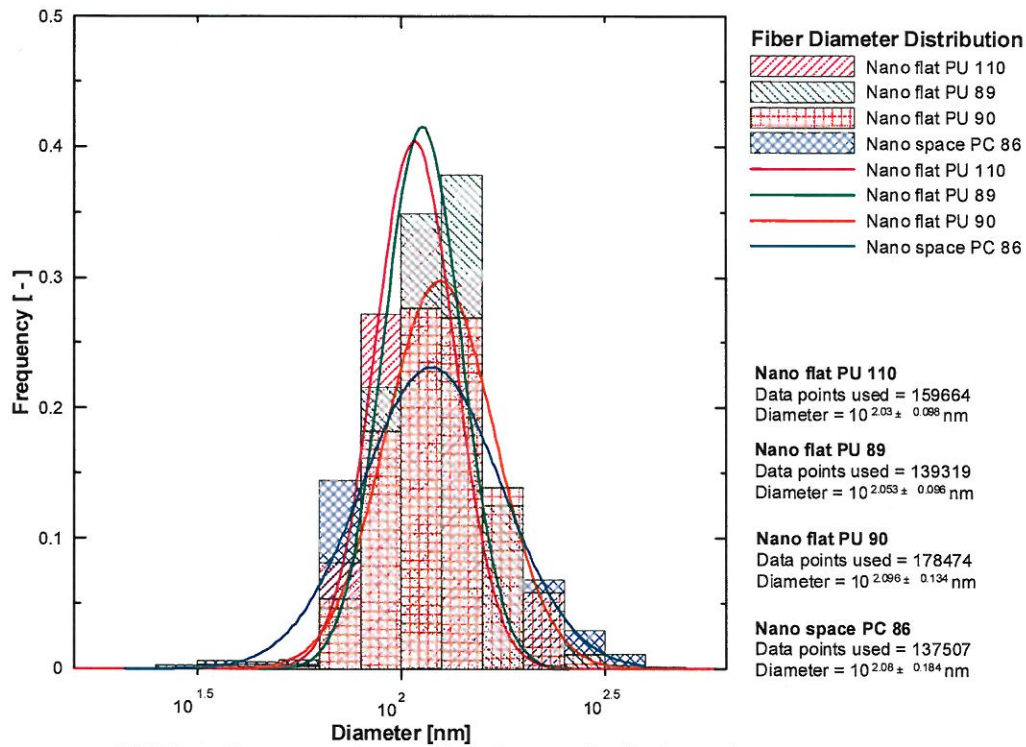 0.5
0.4
0.3
0.2
0.1
0
Frequency [ - ]
10^1.5
10^2
10^2.5
Diameter [nm]
Fiber Diameter Distribution
Nano flat PU 110
Nano flat PU 89
Nano flat PU 90
Nano space PC 86
Nano flat PU 110
Nano flat PU 89
Nano flat PU 90
Nano space PC 86
Nano flat PU 110
Data points used = 159664
Diameter = 10^2.03 ± 0.098 nm
Nano flat PU 89
Data points used = 139319
Diameter = 10^2.053 ± 0.096 nm
Nano flat PU 90
Data points used = 178474
Diameter = 10^2.096 ± 0.134 nm
Nano space PC 86
Data points used = 137507
Diameter = 10^2.08 ± 0.184 nm